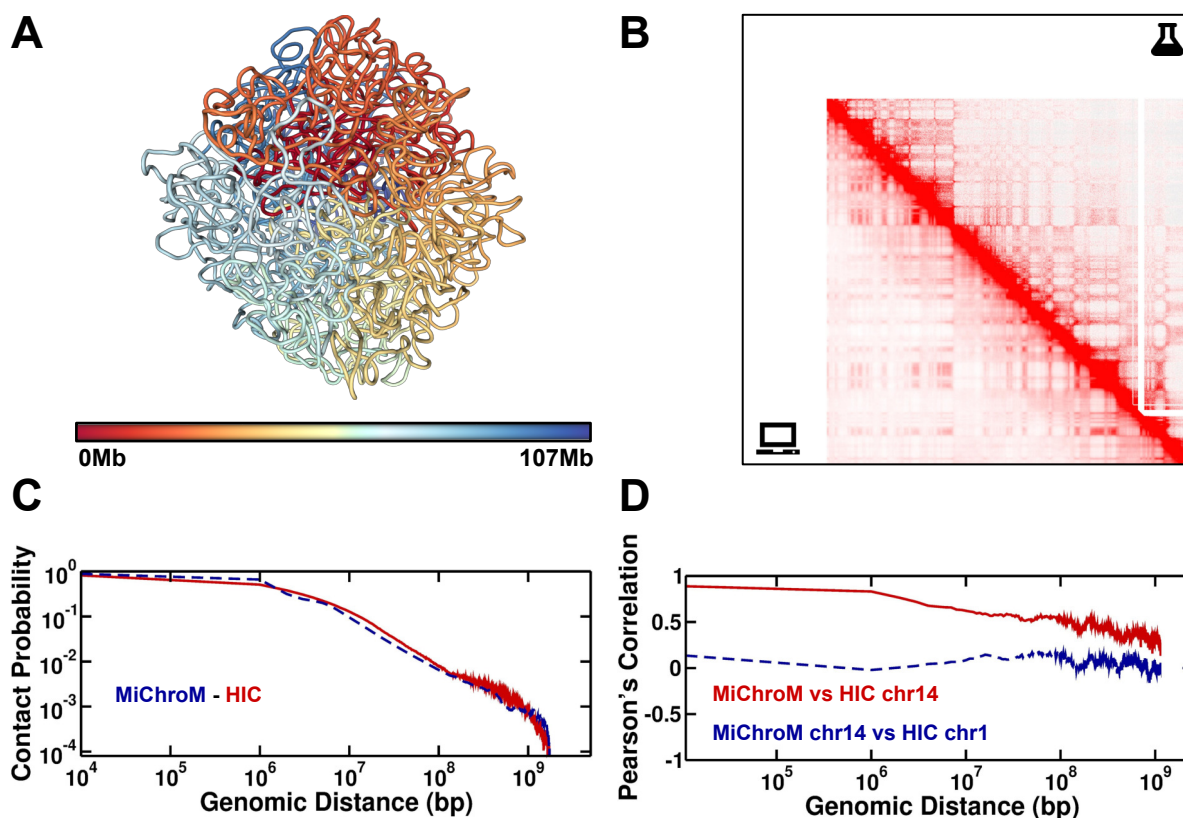 A
B
0Mb
107Mb
C
Contact Probability
10^0
10^-1
10^-2
10^-3
10^-4
MiChroM - HIC
10^4
10^5
10^6
10^7
10^8
10^9
Genomic Distance (bp)
D
Pearson's Correlation
1
0.5
0
-0.5
-1
MiChroM vs HIC chr14
MiChroM chr14 vs HIC chr1
10^5
10^6
10^7
10^8
10^9
Genomic Distance (bp)